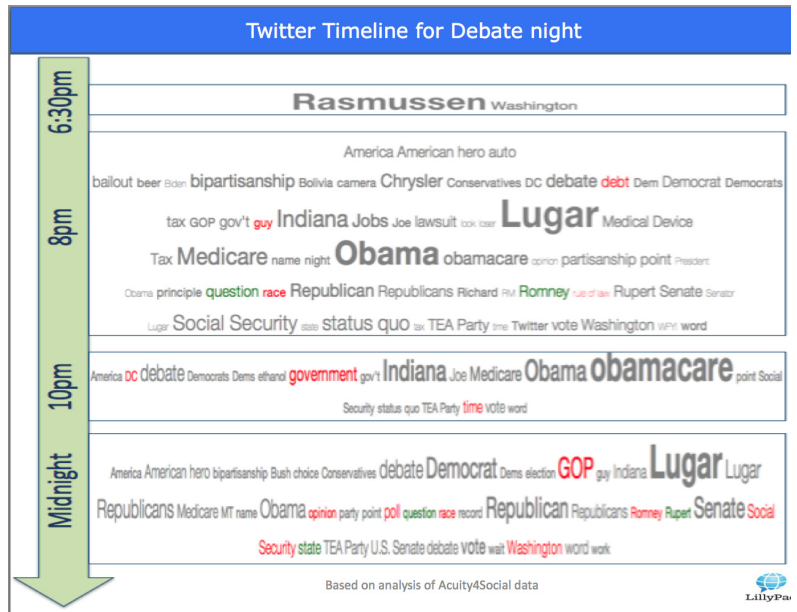 Twitter Timeline for Debate night
6:30pm
Rasmussen Washington
8pm
America American hero auto
bailout beer Biden bipartisanship Bolivia camera Chrysler Conservatives DC debate debt Dem Democrat Democrats
tax GOP gov't guy Indiana Jobs Joe lawsuit look loser Lugar Medical Device
Tax Medicare name night Obama obamacare opinion partisanship point President
Obama principle question race Republican Republicans Richard RM Romney rule of law Rupert Senate Senator
Lugar Social Security state status quo tax TEA Party time Twitter vote Washington WFYI word
10pm
America DC debate Democrats Dems ethanol government gov't Indiana Joe Medicare Obama obamacare point Social
Security status quo TEA Party time vote word
Midnight
America American hero bipartisanship Bush choice Conservatives debate Democrat Dems election GOP guy Indiana Lugar Lugar
Republicans Medicare MT name Obama opinion party point poll question race record Republican Republicans Romney Rupert Senate Social
Security state TEA Party U.S. Senate debate vote wait Washington word work
Based on analysis of Acuity4Social data